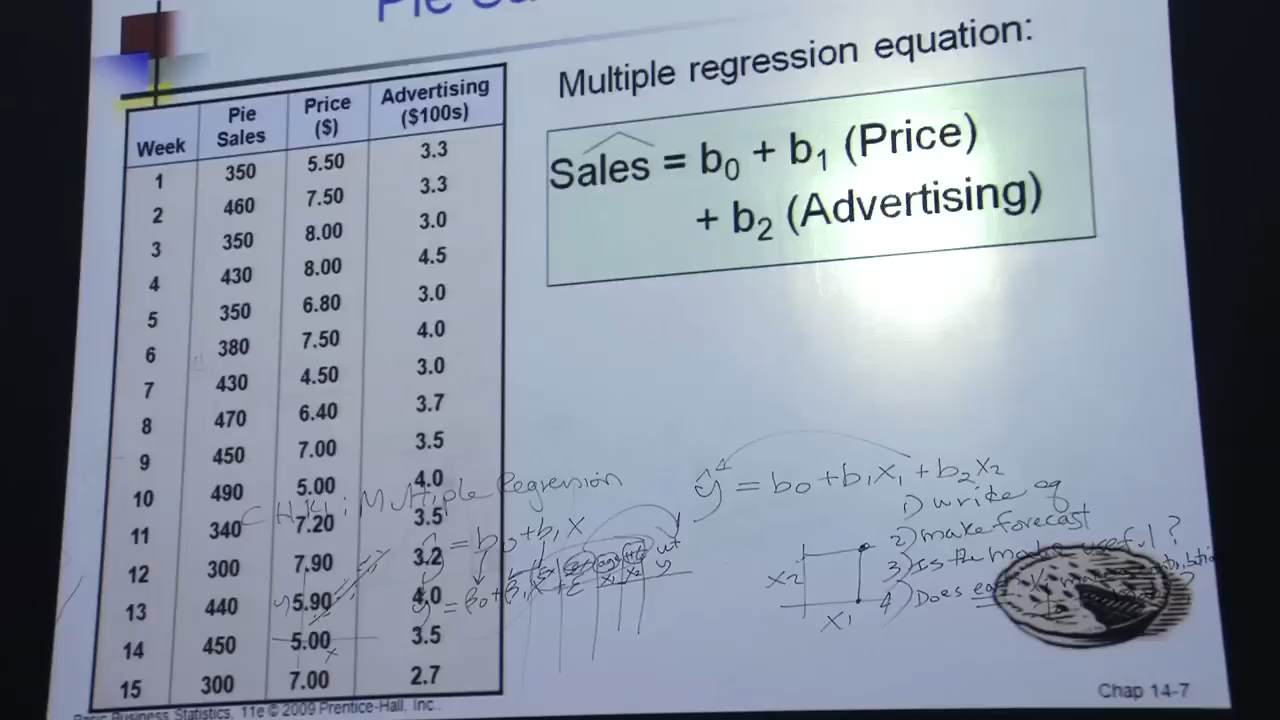 Pie
Multiple regression equation:
Week Pie Sales Price ($) Advertising ($100s)
1 350 5.50 3.3
2 460 7.50 3.3
3 350 8.00 3.0
4 430 8.00 4.5
5 350 6.80 3.0
6 380 7.50 4.0
7 430 4.50 3.0
8 470 6.40 3.7
9 450 7.00 3.5
10 490 5.00 4.0
11 340 7.20 3.5
12 300 7.90 3.2
13 440 5.90 4.0
14 450 5.00 3.5
15 300 7.00 2.7
Sales = b0 + b1 (Price)
+ b2 (Advertising)
CH14: Multiple Regression
ŷ = b0+b1X
y = β0+β1X+ε
ŷ = b0+b1X1+b2X2
1) write eq
2) make forecast
3) Is the model useful?
4) Does
X2
X1
Basic Business Statistics, 11e © 2009 Prentice-Hall, Inc..
Chap 14-7